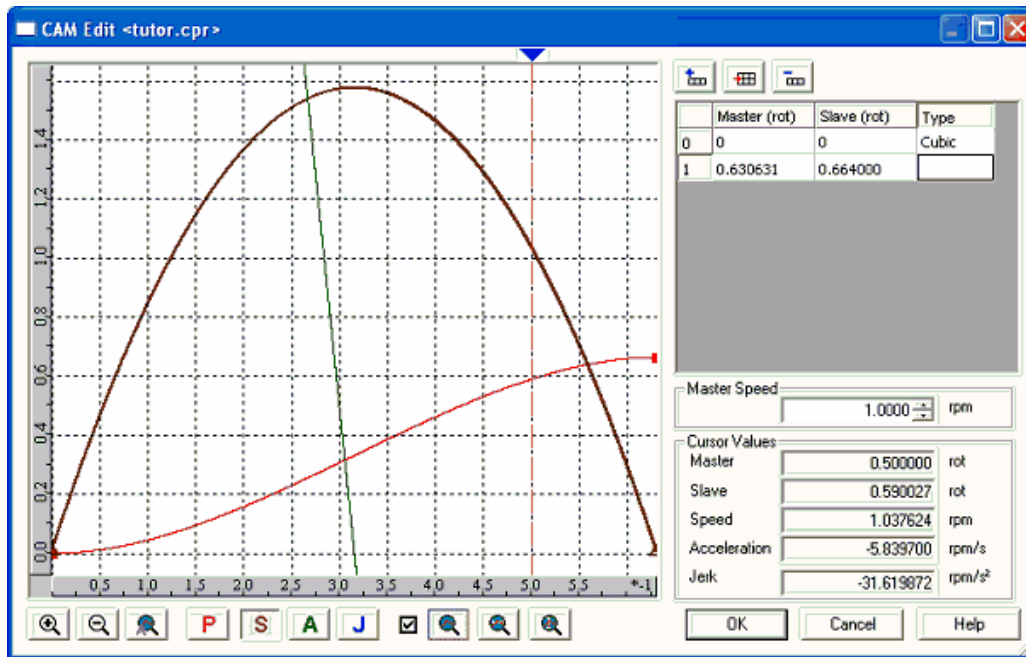 CAM Edit <tutor.cpr>
Master (rot) Slave (rot) Type
0 0 0 Cubic
1 0.630631 0.664000
1,4
1,2
1,0
0,8
0,6
0,4
0,2
0,0
0,5 1,0 1,5 2,0 2,5 3,0 3,5 4,0 4,5 5,0 5,5 *-1
Master Speed
1.0000 rpm
Cursor Values
Master 0.500000 rot
Slave 0.590027 rot
Speed 1.037624 rpm
Acceleration -5.839700 rpm/s
Jerk -31.619872 rpm/s²
P S A J OK Cancel Help